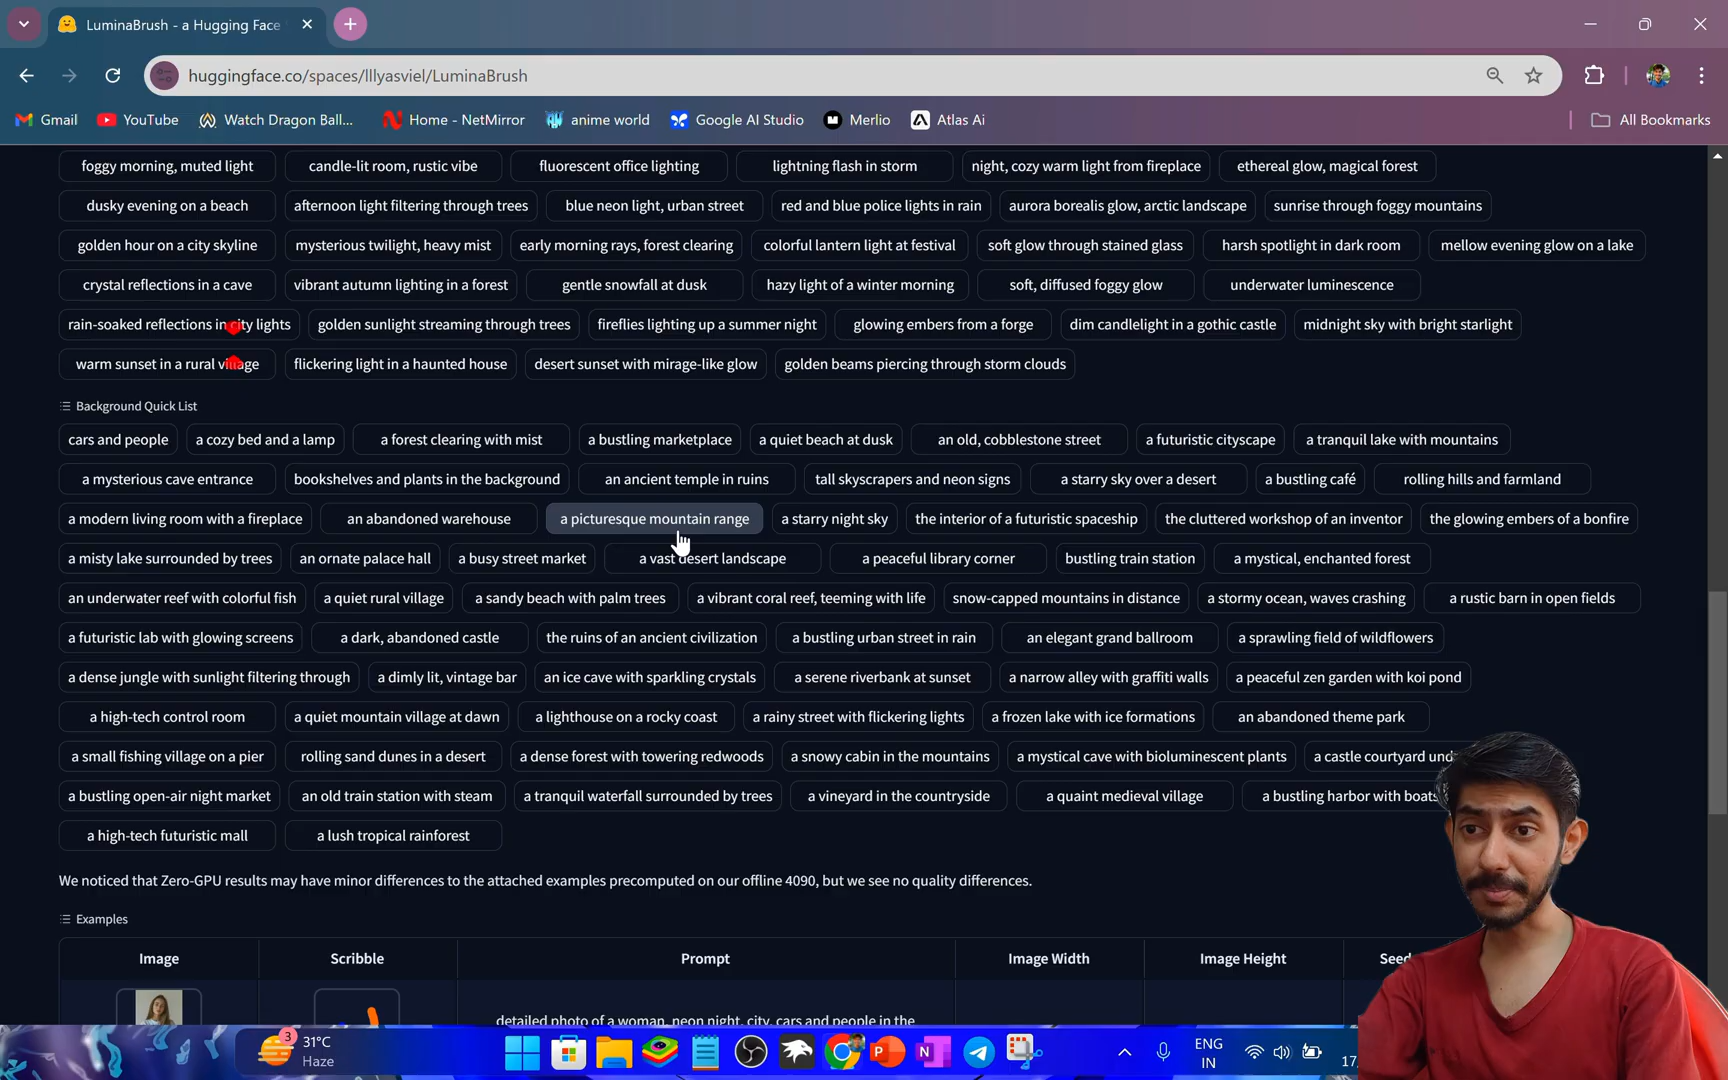 LuminaBrush - a Hugging Face
huggingface.co/spaces/lllyasviel/LuminaBrush
Gmail YouTube Watch Dragon Ball... Home - NetMirror anime world Google AI Studio Merlio Atlas Ai All Bookmarks
foggy morning, muted light candle-lit room, rustic vibe fluorescent office lighting lightning flash in storm night, cozy warm light from fireplace ethereal glow, magical forest
dusky evening on a beach afternoon light filtering through trees blue neon light, urban street red and blue police lights in rain aurora borealis glow, arctic landscape sunrise through foggy mountains
golden hour on a city skyline mysterious twilight, heavy mist early morning rays, forest clearing colorful lantern light at festival soft glow through stained glass harsh spotlight in dark room mellow evening glow on a lake
crystal reflections in a cave vibrant autumn lighting in a forest gentle snowfall at dusk hazy light of a winter morning soft, diffused foggy glow underwater luminescence
rain-soaked reflections in city lights golden sunlight streaming through trees fireflies lighting up a summer night glowing embers from a forge dim candlelight in a gothic castle midnight sky with bright starlight
warm sunset in a rural village flickering light in a haunted house desert sunset with mirage-like glow golden beams piercing through storm clouds
Background Quick List
cars and people a cozy bed and a lamp a forest clearing with mist a bustling marketplace a quiet beach at dusk an old, cobblestone street a futuristic cityscape a tranquil lake with mountains
a mysterious cave entrance bookshelves and plants in the background an ancient temple in ruins tall skyscrapers and neon signs a starry sky over a desert a bustling café rolling hills and farmland
a modern living room with a fireplace an abandoned warehouse a picturesque mountain range a starry night sky the interior of a futuristic spaceship the cluttered workshop of an inventor the glowing embers of a bonfire
a misty lake surrounded by trees an ornate palace hall a busy street market a vast desert landscape a peaceful library corner bustling train station a mystical, enchanted forest
an underwater reef with colorful fish a quiet rural village a sandy beach with palm trees a vibrant coral reef, teeming with life snow-capped mountains in distance a stormy ocean, waves crashing a rustic barn in open fields
a futuristic lab with glowing screens a dark, abandoned castle the ruins of an ancient civilization a bustling urban street in rain an elegant grand ballroom a sprawling field of wildflowers
a dense jungle with sunlight filtering through a dimly lit, vintage bar an ice cave with sparkling crystals a serene riverbank at sunset a narrow alley with graffiti walls a peaceful zen garden with koi pond
a high-tech control room a quiet mountain village at dawn a lighthouse on a rocky coast a rainy street with flickering lights a frozen lake with ice formations an abandoned theme park
a small fishing village on a pier rolling sand dunes in a desert a dense forest with towering redwoods a snowy cabin in the mountains a mystical cave with bioluminescent plants a castle courtyard
a bustling open-air night market an old train station with steam a tranquil waterfall surrounded by trees a vineyard in the countryside a quaint medieval village a bustling harbor with boats
a high-tech futuristic mall a lush tropical rainforest
We noticed that Zero-GPU results may have minor differences to the attached examples precomputed on our offline 4090, but we see no quality differences.
Examples
Image Scribble Prompt Image Width Image Height Seed
detailed photo of a woman, neon night, city, cars and people in the
3 31°C ENG
Haze IN 17